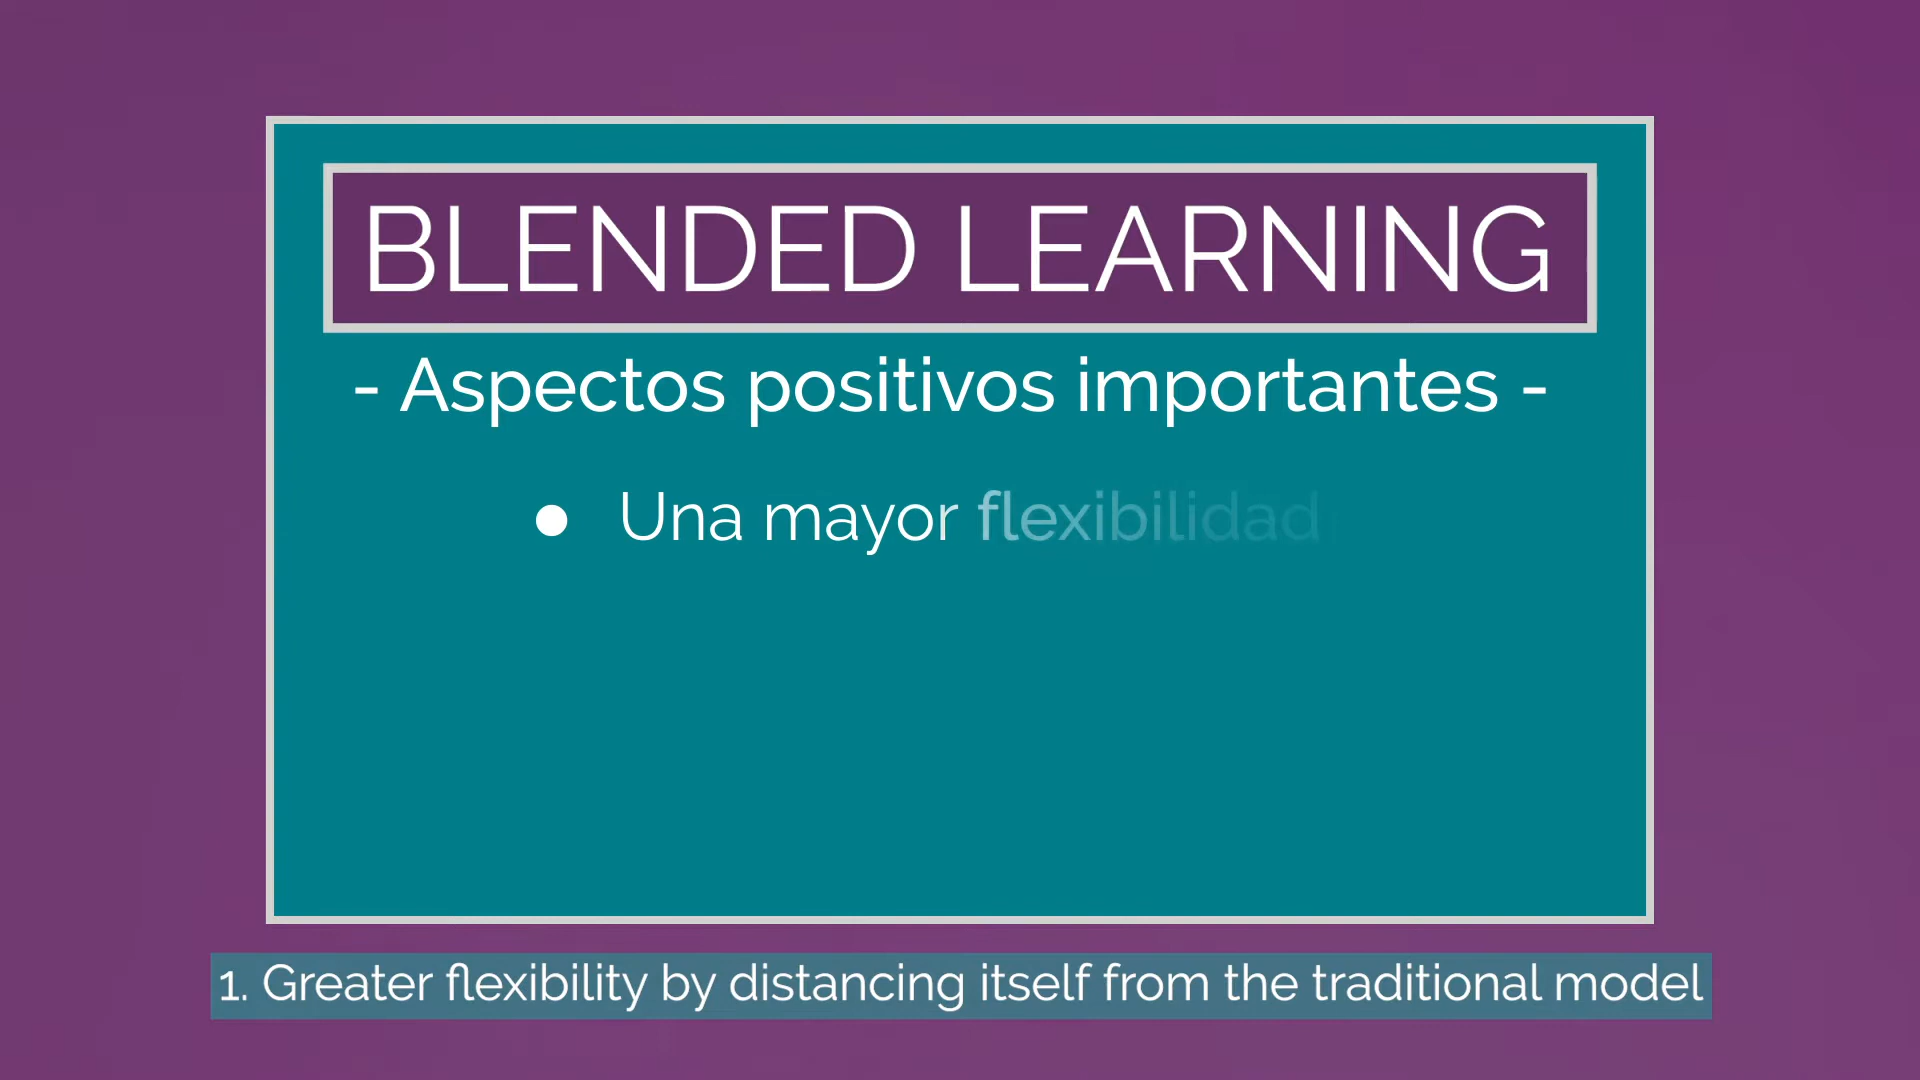 BLENDED LEARNING
- Aspectos positivos importantes -
● Una mayor flexibilidad
1. Greater flexibility by distancing itself from the traditional model